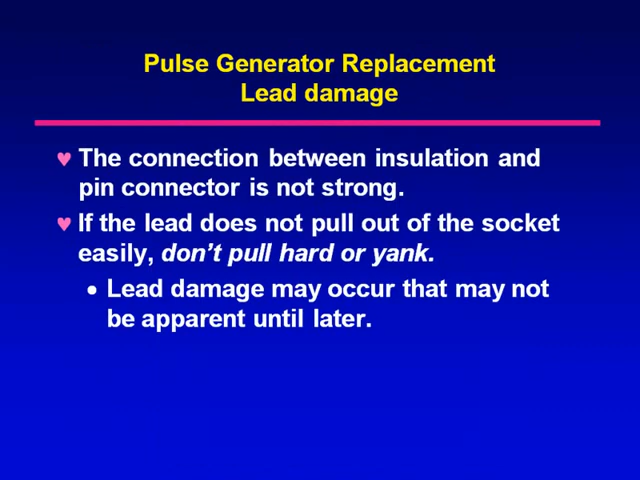 Pulse Generator Replacement
Lead damage
♥ The connection between insulation and
pin connector is not strong.
♥ If the lead does not pull out of the socket
easily, don't pull hard or yank.
• Lead damage may occur that may not
be apparent until later.